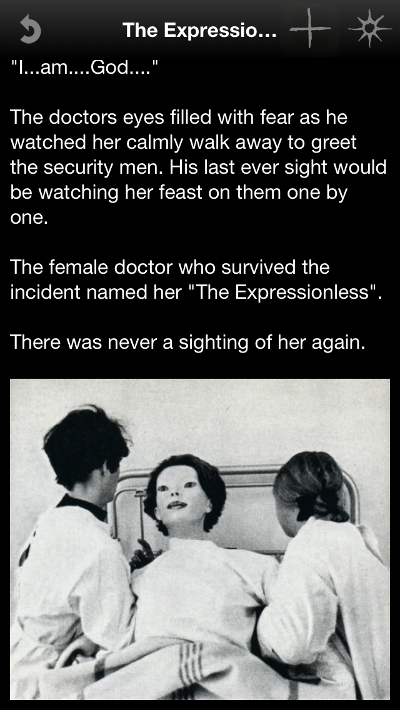 The Expressio...
"I...am....God...."
The doctors eyes filled with fear as he
watched her calmly walk away to greet
the security men. His last ever sight would
be watching her feast on them one by
one.
The female doctor who survived the
incident named her "The Expressionless".
There was never a sighting of her again.